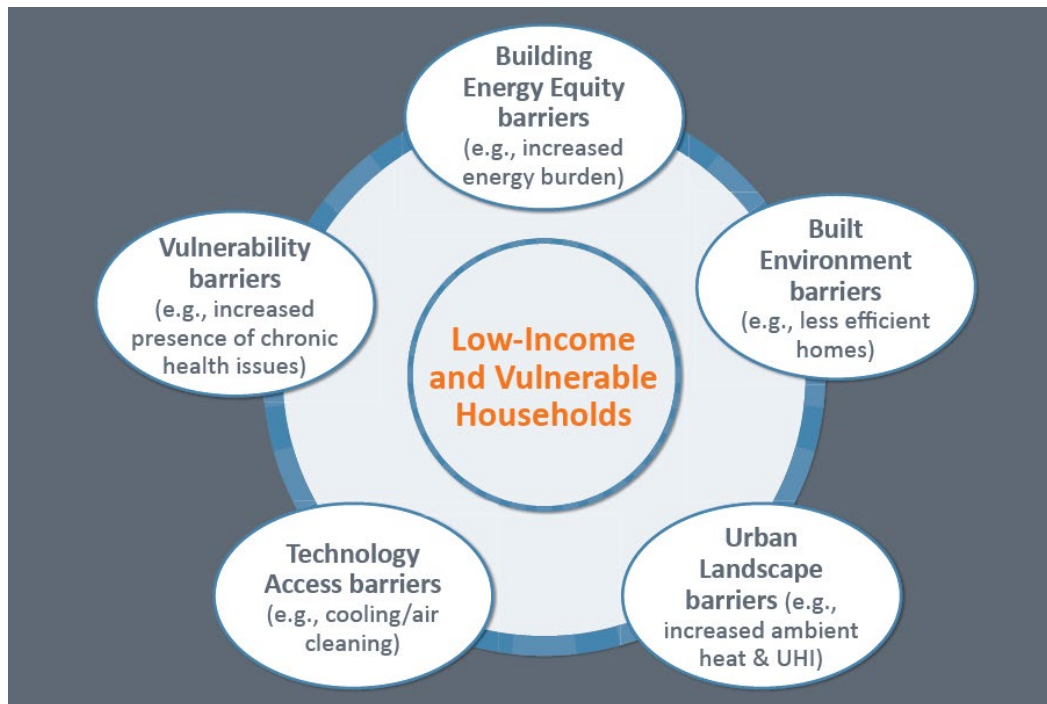 Building
Energy Equity
barriers
(e.g., increased
energy burden)
Built
Environment
barriers
(e.g., less efficient
homes)
Urban
Landscape
barriers (e.g.,
increased ambient
heat & UHI)
Technology
Access barriers
(e.g., cooling/air
cleaning)
Vulnerability
barriers
(e.g., increased
presence of chronic
health issues)
Low-Income
and Vulnerable
Households